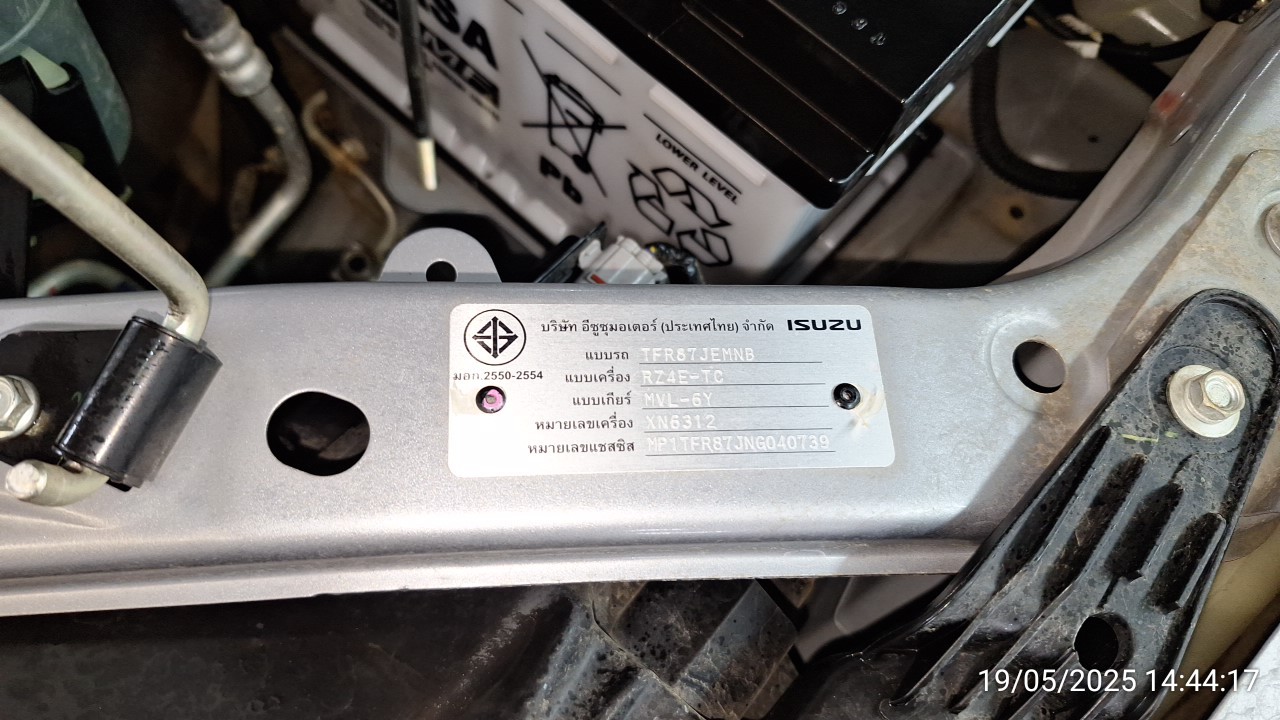 LOWER LEVEL
Pb
บริษัท อีซูซุมอเตอร์ (ประเทศไทย) จำกัด ISUZU
แบบรถ TFR87JEMNB
มอก.2550-2554
แบบเครื่อง RZ4E-TC
แบบเกียร์ MVL-6Y
หมายเลขเครื่อง XN6312
หมายเลขแชสซิส MP1TFR87JNG040739
19/05/2025 14:44:17